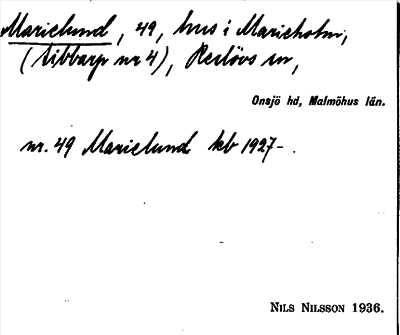 Marielund, 49, hus i Marieholm,
(Sibbarp nr 4), Reslövs sn,
Onsjö hd, Malmöhus län.
nr. 49 Marielund kb 1927- .
NILS NILSSON 1936.